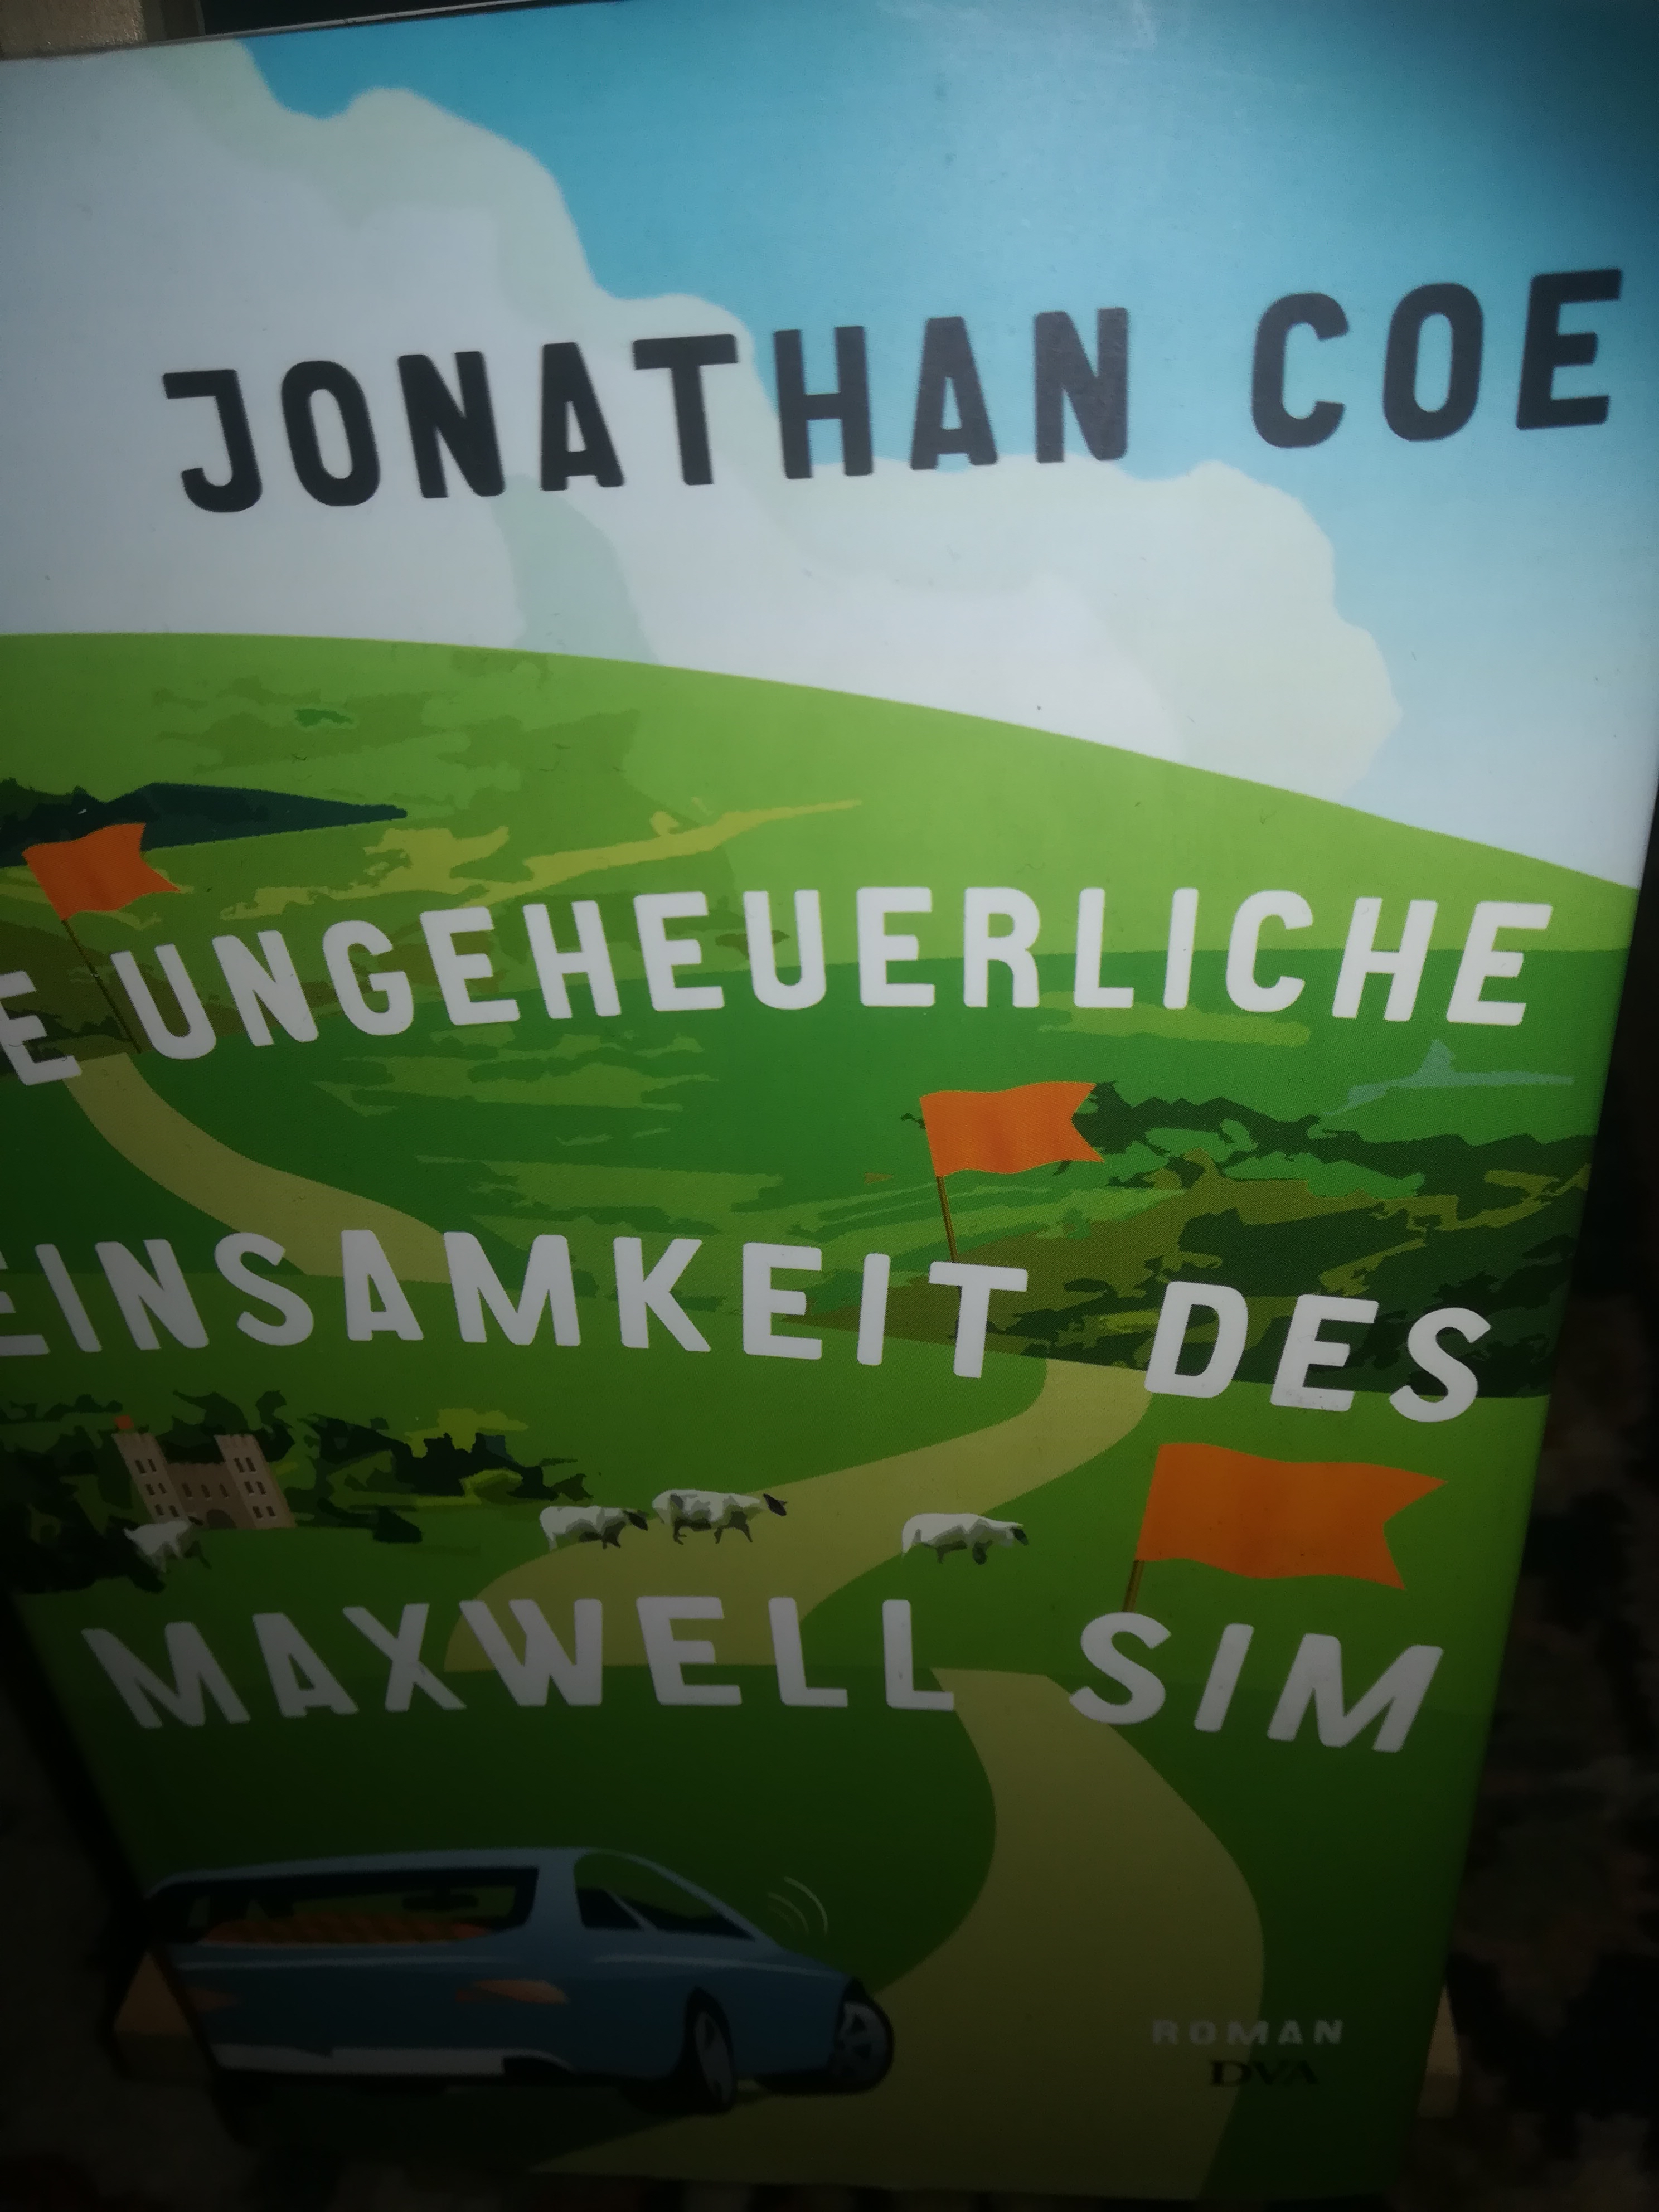 JONATHAN COE
E UNGEHEUERLICHE
EINSAMKEIT DES
MAXWELL SIM
ROMAN
DVA